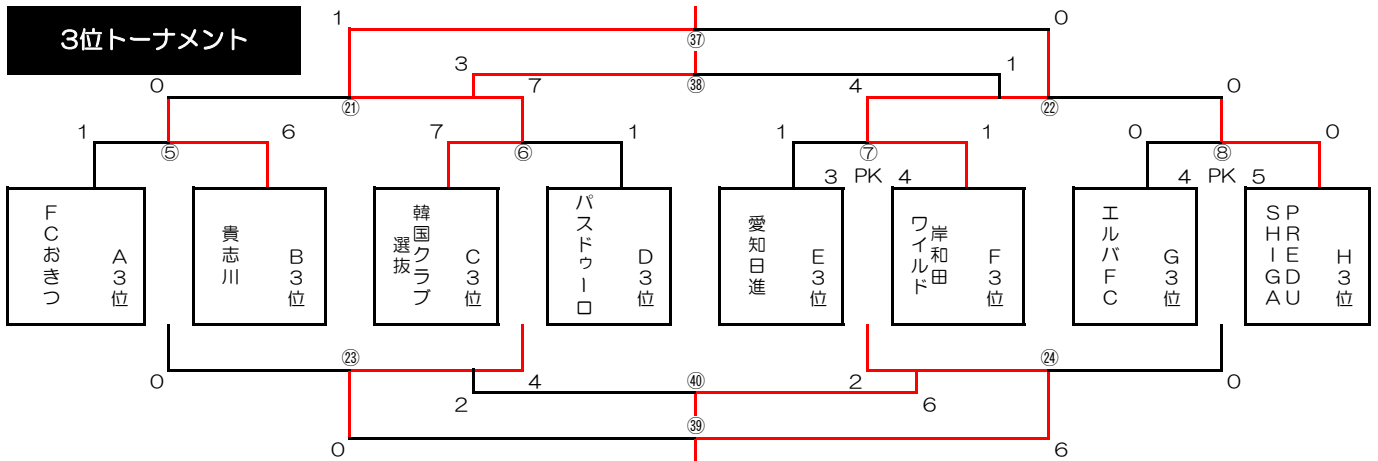 3位トーナメント
1
0
㊲
3
1
0
7
㊳
4
0
㉑
㉒
1
6
7
1
1
1
0
0
⑤
⑥
⑦
⑧
3 PK 4
4 PK 5
FCおきつ
A3位
貴志川
B3位
韓国クラブ
選抜
C3位
パスドゥーロ
D3位
愛知日進
E3位
岸和田
ワイルド
F3位
エルバFC
G3位
PREDU
SHIGA
H3位
㉓
㉔
0
4
㊵
2
0
2
6
㊴
0
6